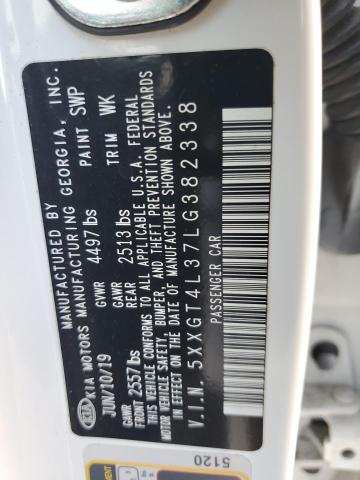 MANUFACTURED BY
KIA KIA MOTORS MANUFACTURING GEORGIA, INC.
JUN/10/19 GVWR 4497 lbs PAINT SWP
GAWR FRONT 2557 lbs GAWR REAR 2513 lbs TRIM WK
THIS VEHICLE CONFORMS TO ALL APPLICABLE U.S.A. FEDERAL
MOTOR VEHICLE SAFETY, BUMPER, AND THEFT PREVENTION STANDARDS
IN EFFECT ON THE DATE OF MANUFACTURE SHOWN ABOVE.
V.I.N. 5XXGT4L37LG382338
PASSENGER CAR
5120